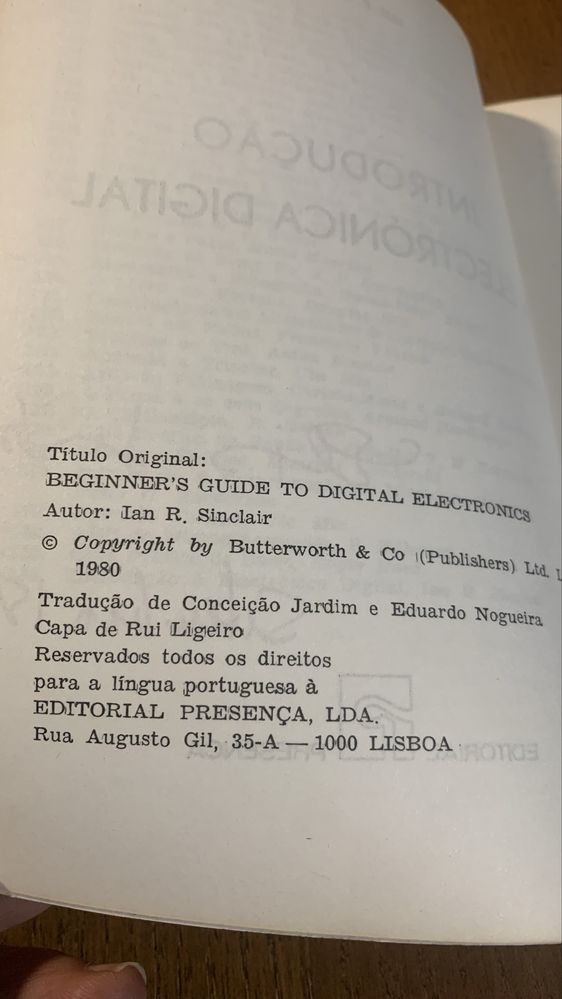 Título Original:
BEGINNER'S GUIDE TO DIGITAL ELECTRONICS
Autor: Ian R. Sinclair
© Copyright by Butterworth & Co (Publishers) Ltd.
1980
Tradução de Conceição Jardim e Eduardo Nogueira
Capa de Rui Ligeiro
Reservados todos os direitos
para a língua portuguesa à
EDITORIAL PRESENÇA, LDA.
Rua Augusto Gil, 35-A — 1000 LISBOA